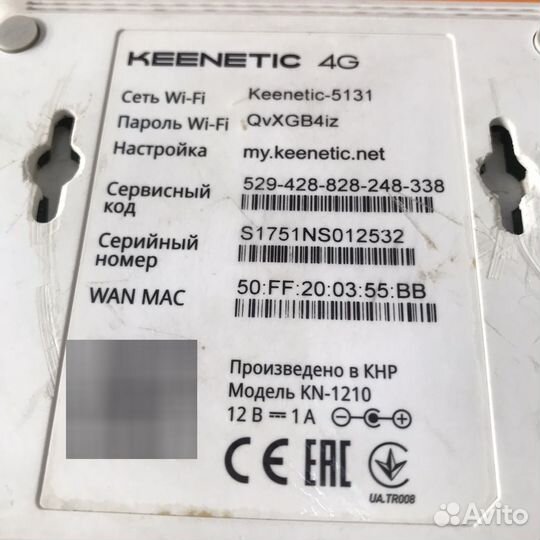 KEENETIC 4G
Сеть Wi-Fi Keenetic-5131
Пароль Wi-Fi QvXGB4iz
Настройка my.keenetic.net
Сервисный код 529-428-828-248-338
Серийный номер S1751NS012532
WAN MAC 50:FF:20:03:55:BB
Произведено в КНР
Модель KN-1210
12 В ⎓ 1 А
CE EAC
UA.TR008
Avito